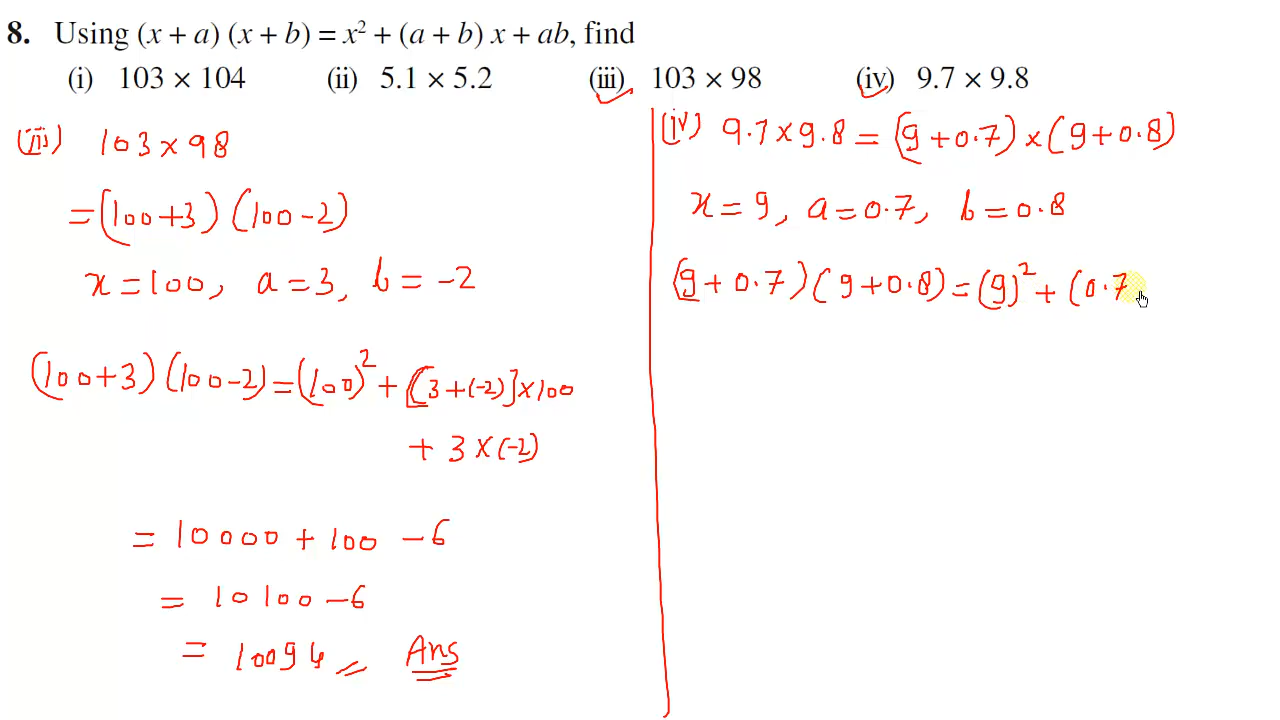 8. Using (x + a) (x + b) = x² + (a + b) x + ab, find
(i) 103 × 104 (ii) 5.1 × 5.2 (iii) 103 × 98 (iv) 9.7 × 9.8
(iii) 103 × 98
= (100 + 3) (100 - 2)
x = 100, a = 3, b = -2
(100 + 3) (100 - 2) = (100)² + [3 + (-2)] × 100
+ 3 × (-2)
= 10000 + 100 - 6
= 10100 - 6
= 10094 Ans
(iv) 9.7 × 9.8 = (9 + 0.7) × (9 + 0.8)
x = 9, a = 0.7, b = 0.8
(9 + 0.7) (9 + 0.8) = (9)² + (0.7